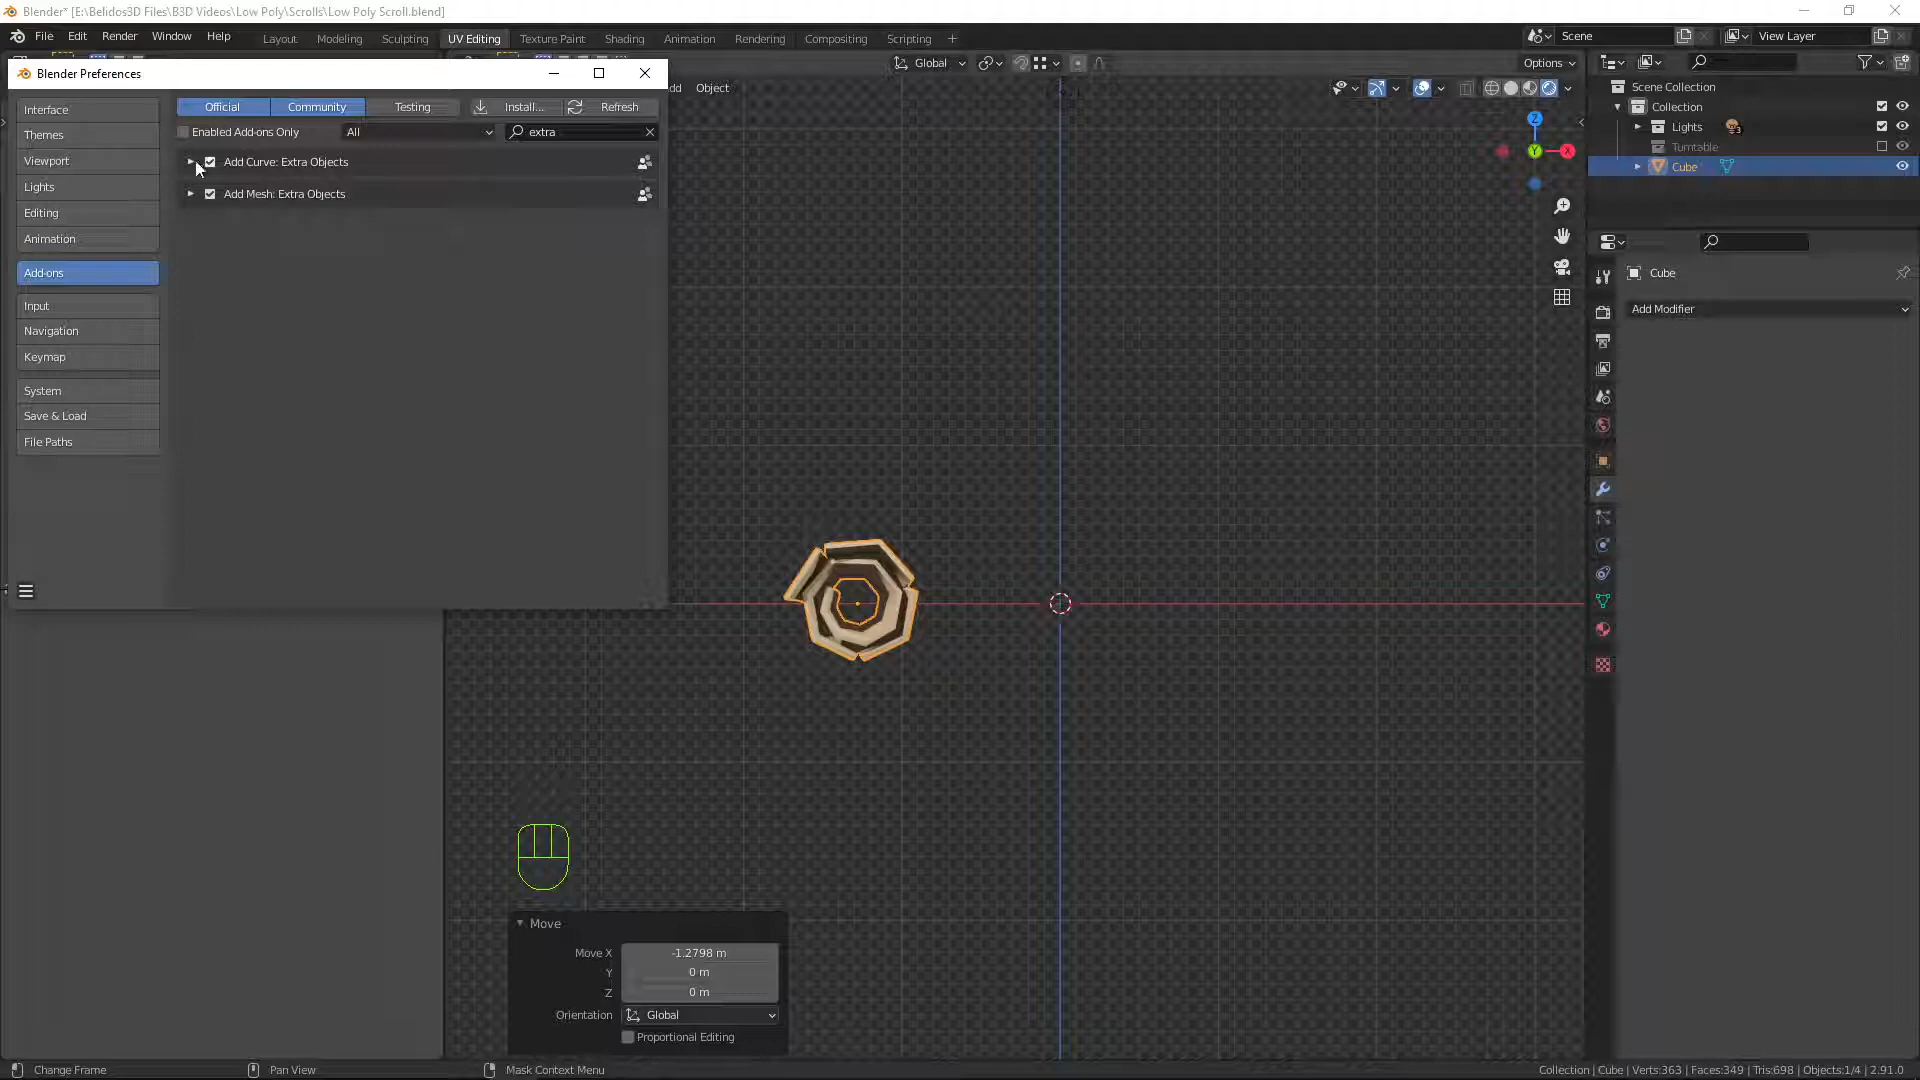 Blender* [E:\Belidos3D Files\B3D Videos\Low Poly\Scrolls\Low Poly Scroll.blend]
File Edit Render Window Help Layout Modeling Sculpting UV Editing Texture Paint Shading Animation Rendering Compositing Scripting Scene View Layer
Blender Preferences
Global
Options
dd Object
Interface
Themes
Viewport
Lights
Editing
Animation
Add-ons
Input
Navigation
Keymap
System
Save & Load
File Paths
Official Community Testing Install... Refresh
Enabled Add-ons Only All extra
Add Curve: Extra Objects
Add Mesh: Extra Objects
Z
Y
X
Scene Collection
Collection
Lights 3
Turntable
Cube
Cube
Add Modifier
Move
Move X -1.2798 m
Y 0 m
Z 0 m
Orientation Global
Proportional Editing
Change Frame Pan View Mask Context Menu Collection | Cube | Verts:363 | Faces:349 | Tris:698 | Objects:1/4 | 2.91.0